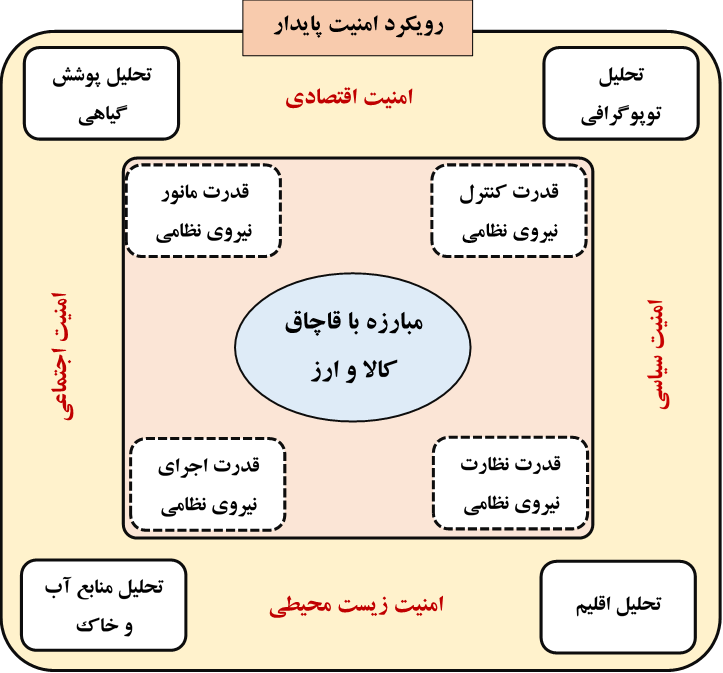 رویکرد امنیت پایدار
تحلیل
توپوگرافی
امنیت اقتصادی
تحلیل پوشش
گیاهی
قدرت کنترل
نیروی نظامی
قدرت مانور
نیروی نظامی
امنیت سیاسی
مبارزه با قاچاق
کالا و ارز
امنیت اجتماعی
قدرت نظارت
نیروی نظامی
قدرت اجرای
نیروی نظامی
تحلیل اقلیم
امنیت زیست محیطی
تحلیل منابع آب
و خاک